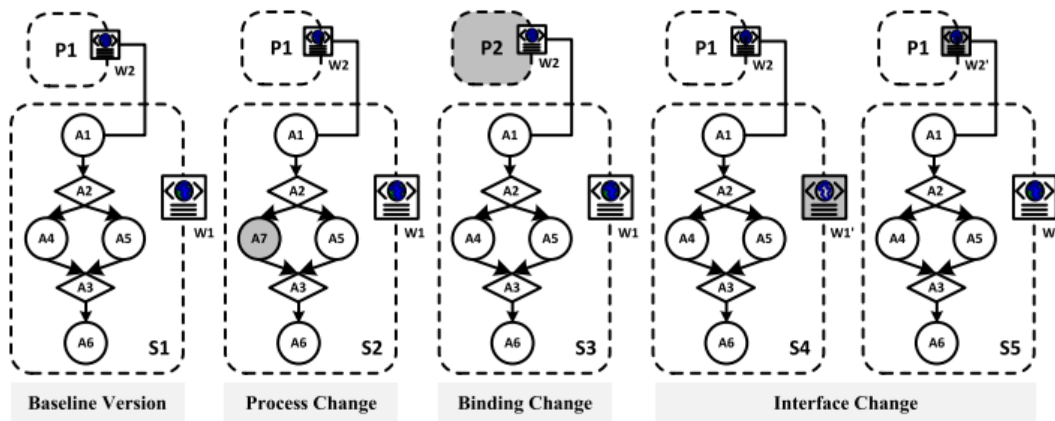 P1
W2
A1
A2
A4 A5
A3
A6
W1
S1
Baseline Version
P1
W2
A1
A2
A7 A5
A3
A6
W1
S2
Process Change
P2
W2
A1
A2
A4 A5
A3
A6
W1
S3
Binding Change
P1
W2
A1
A2
A4 A5
A3
A6
W1'
S4
P1
W2'
A1
A2
A4 A5
A3
A6
W
S5
Interface Change